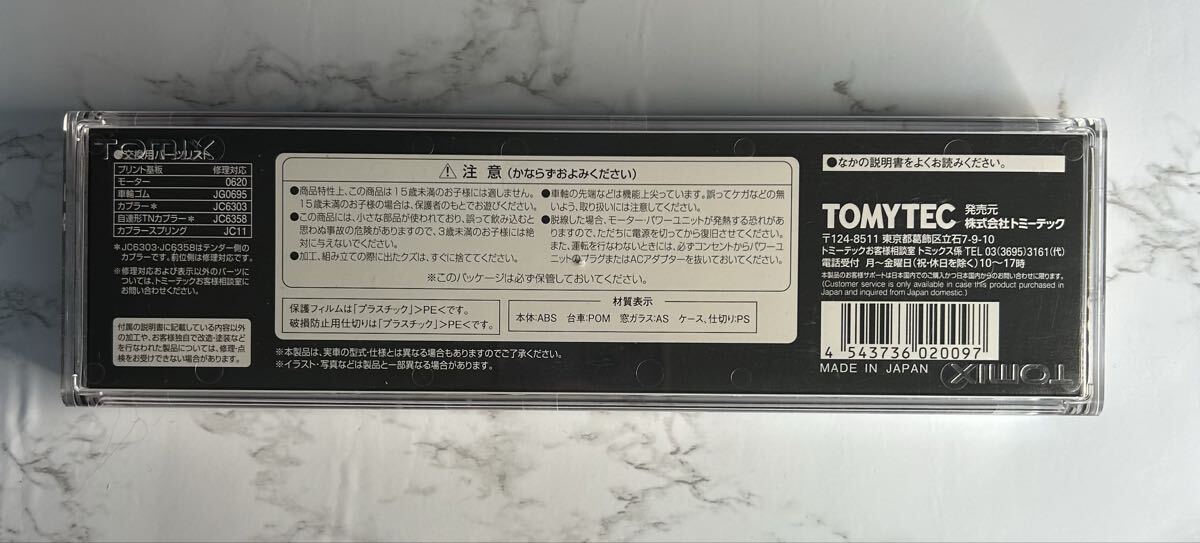 TOMIX
●交換用パーツリスト
プリント基板 修理対応
モーター 0620
車輪ゴム JG0695
カプラー＊ JC6303
自連形TNカプラー＊ JC6358
カプラースプリング JC11
＊JC6303・JC6358はテンダー側の
カプラーです。前位側は修理対応。
※修理対応および表示以外のパーツに
ついては、トミーテックお客様相談室に
お問い合わせください。
付属の説明書に記載している内容以外
の加工や、お客様独自で改造・塗装など
を行なわれた製品については、修理・点
検をお受けできない場合があります。
⚠ 注意 (かならずおよみください)
●商品特性上、この商品は15歳未満のお子様には適しません。
15歳未満のお子様の場合は、保護者のもとでお遊びください。
●この商品には、小さな部品が使われており、誤って飲み込むと
思わぬ故障の危険がありますので、3歳未満のお子様には絶
対に与えないでください。
●加工、組み立ての際に出たクズは、すぐに捨ててください。
●車軸の先端などは機能上尖っています。誤ってケガなどの無
いよう、取り扱いには注意してください。
●脱線した場合、モーター・パワーユニットが発熱する恐れがあ
りますので、ただちに電源を切ってから復旧させてください。
また、運転を行なわないときには、必ずコンセントからパワーユ
ニットのプラグまたはACアダプターを抜いておいてください。
※このパッケージは必ず保管しておいてください。
保護フィルムは「プラスチック」＞PE＜です。
破損防止用仕切りは「プラスチック」＞PE＜です。
材質表示
本体:ABS 台車:POM 窓ガラス:AS ケース、仕切り:PS
※本製品は、実車の型式・仕様とは異なる場合もありますのでご了承ください。
※イラスト・写真などは製品と一部異なる場合があります。
●なかの説明書をよくお読みください。
TOMYTEC 発売元 株式会社トミーテック
〒124-8511 東京都葛飾区立石7-9-10
トミーテックお客様相談室 トミックス係 TEL 03(3695)3161(代)
電話受付 月〜金曜日(祝・休日を除く)10〜17時
本製品のお客様サポートは日本国内でのご購入かつ日本国内からのお問い合わせに限ります。
(Customer service is only available in case this product purchased in
Japan and inquired from Japan domestic.)
4 543736 020097
MADE IN JAPAN
TOMIX